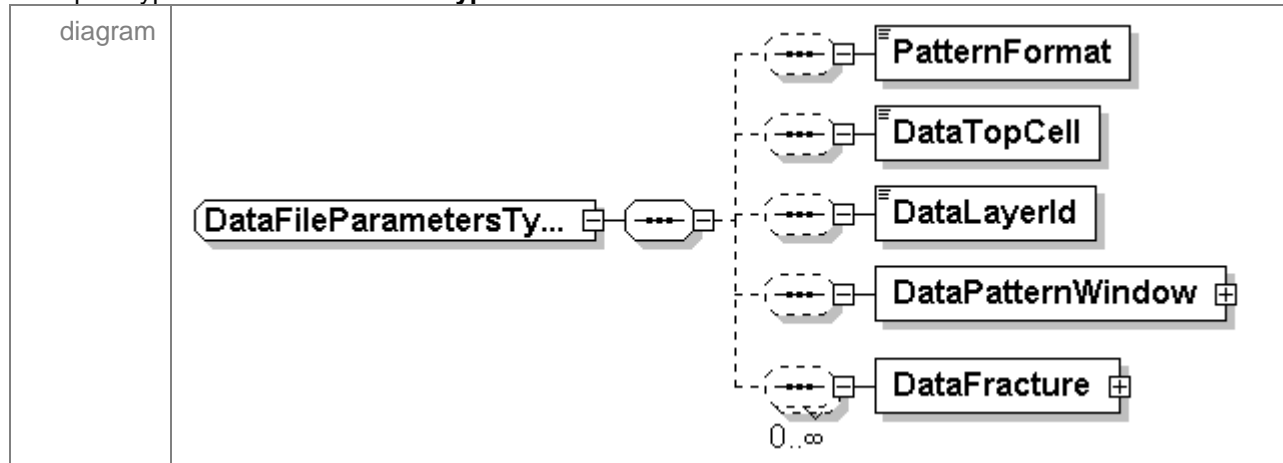 diagram
PatternFormat
DataTopCell
DataLayerId
DataFileParametersTy...
DataPatternWindow
DataFracture
0..∞